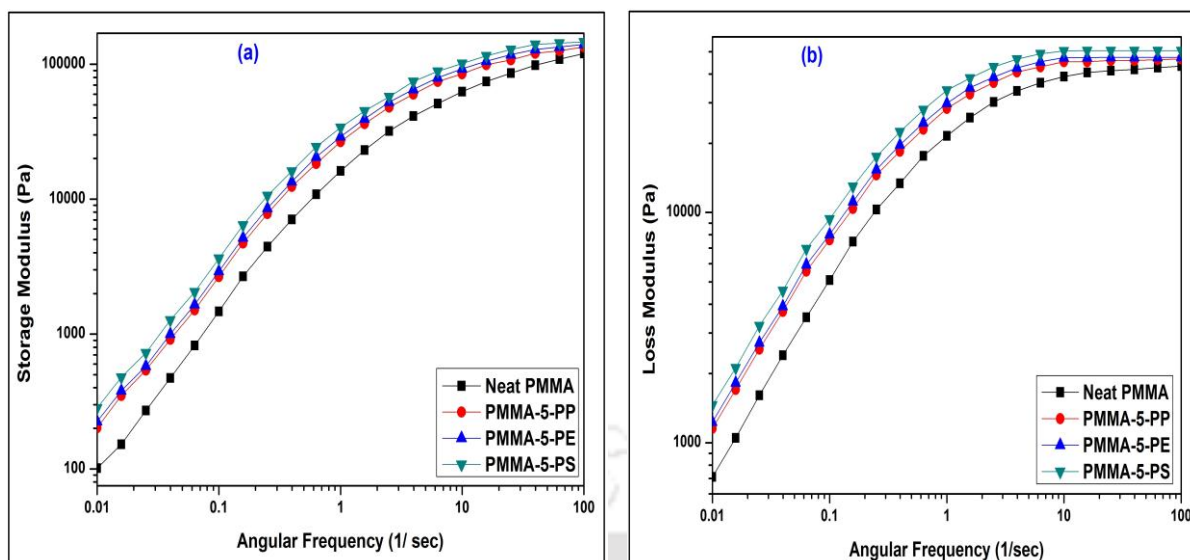 (a)
Storage Modulus (Pa)
100000
10000
1000
100
0.01 0.1 1 10 100
Angular Frequency (1/ sec)
Neat PMMA
PMMA-5-PP
PMMA-5-PE
PMMA-5-PS
(b)
Loss Modulus (Pa)
10000
1000
0.01 0.1 1 10 100
Angular Frequency (1/ sec)
Neat PMMA
PMMA-5-PP
PMMA-5-PE
PMMA-5-PS